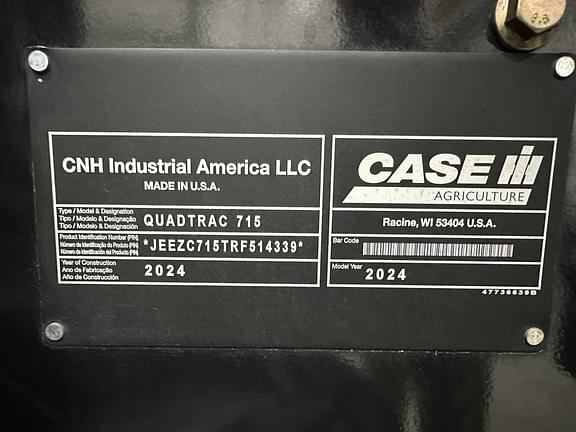 CNH Industrial America LLC
MADE IN U.S.A.
Type / Model & Designation
Tipo / Modelo & Designação
Tipo / Modelo & Designación
QUADTRAC 715
Product Identification Number (PIN)
Número de Identificação do Produto (PIN)
Número de Identificación del Producto (PIN)
*JEEZC715TRF514339*
Year of Construction
Ano de Fabricação
Año de Construcción
2024
CASE IH
AGRICULTURE
Racine, WI 53404 U.S.A.
Bar Code
Model Year
2024
47736639B